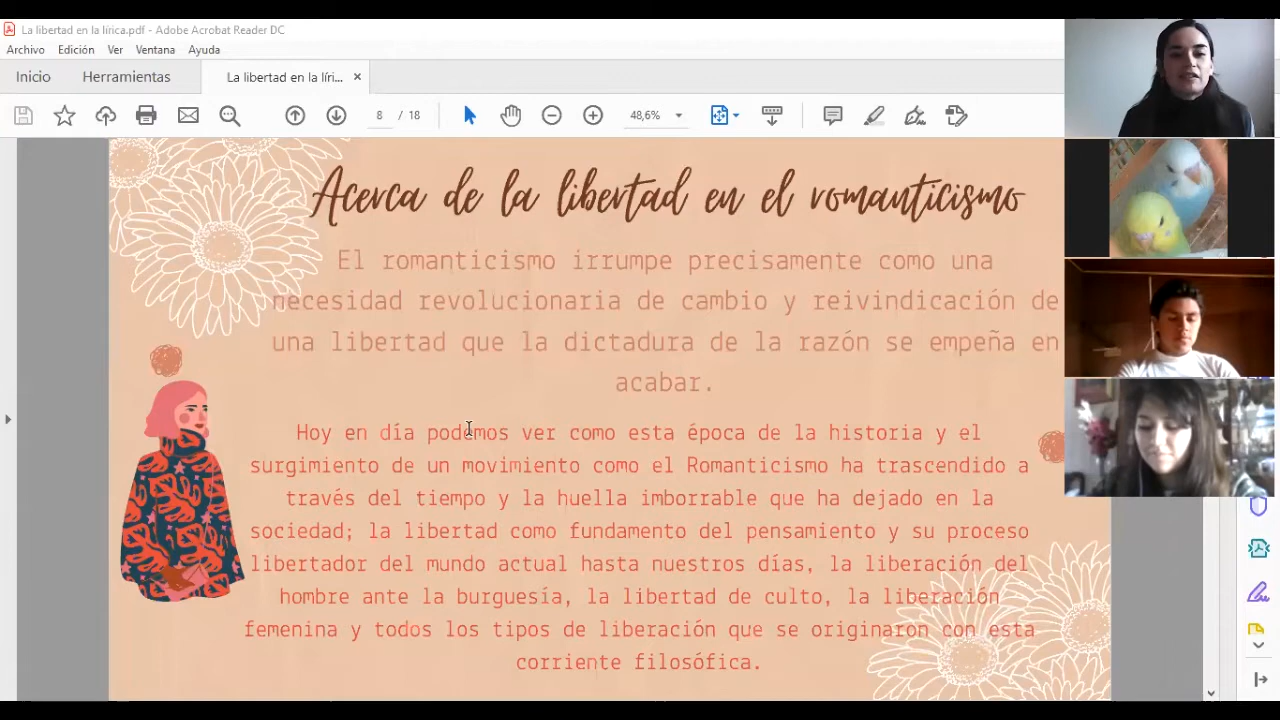 La libertad en la lírica.pdf - Adobe Acrobat Reader DC
Archivo Edición Ver Ventana Ayuda
Inicio Herramientas La libertad en la líri... ×
8 / 18 48,6%
Acerca de la libertad en el romanticismo
El romanticismo irrumpe precisamente como una
necesidad revolucionaria de cambio y reivindicación de
una libertad que la dictadura de la razón se empeña en
acabar.
Hoy en día podemos ver como esta época de la historia y el
surgimiento de un movimiento como el Romanticismo ha trascendido a
través del tiempo y la huella imborrable que ha dejado en la
sociedad; la libertad como fundamento del pensamiento y su proceso
libertador del mundo actual hasta nuestros días, la liberación del
hombre ante la burguesía, la libertad de culto, la liberación
femenina y todos los tipos de liberación que se originaron con esta
corriente filosófica.